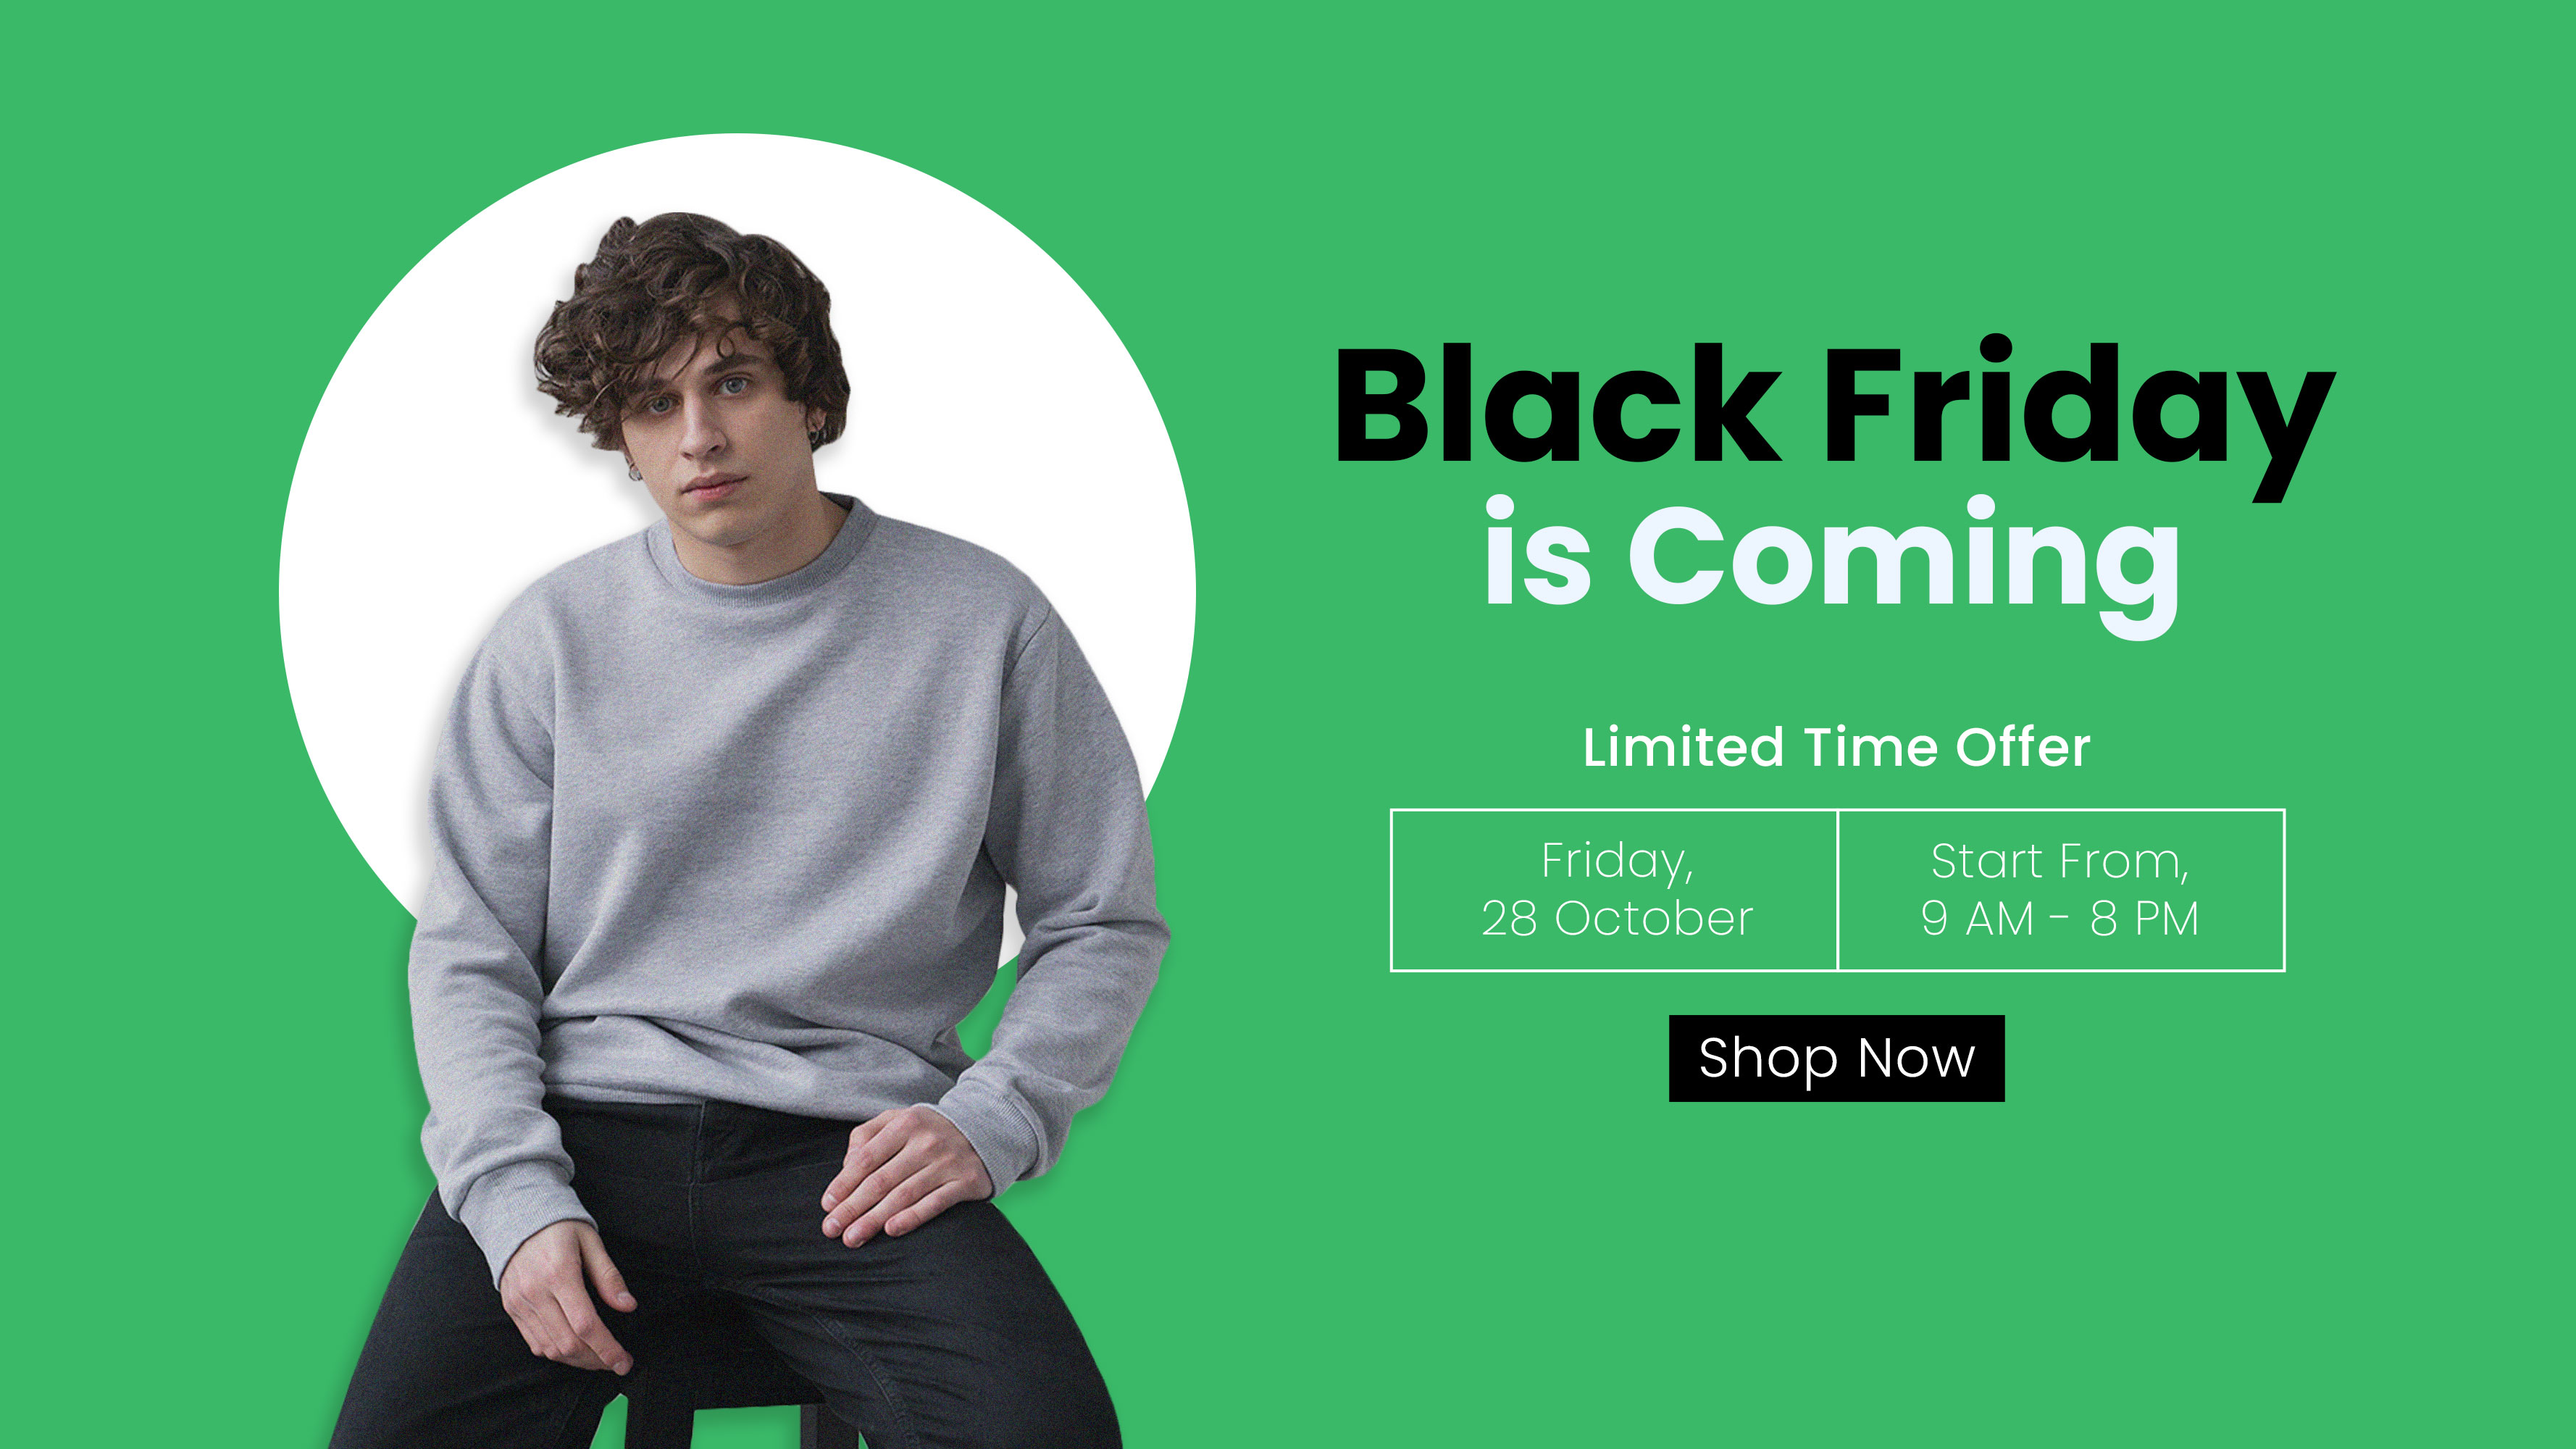 Black Friday
is Coming
Limited Time Offer
Friday,
28 October
Start From,
9 AM - 8 PM
Shop Now